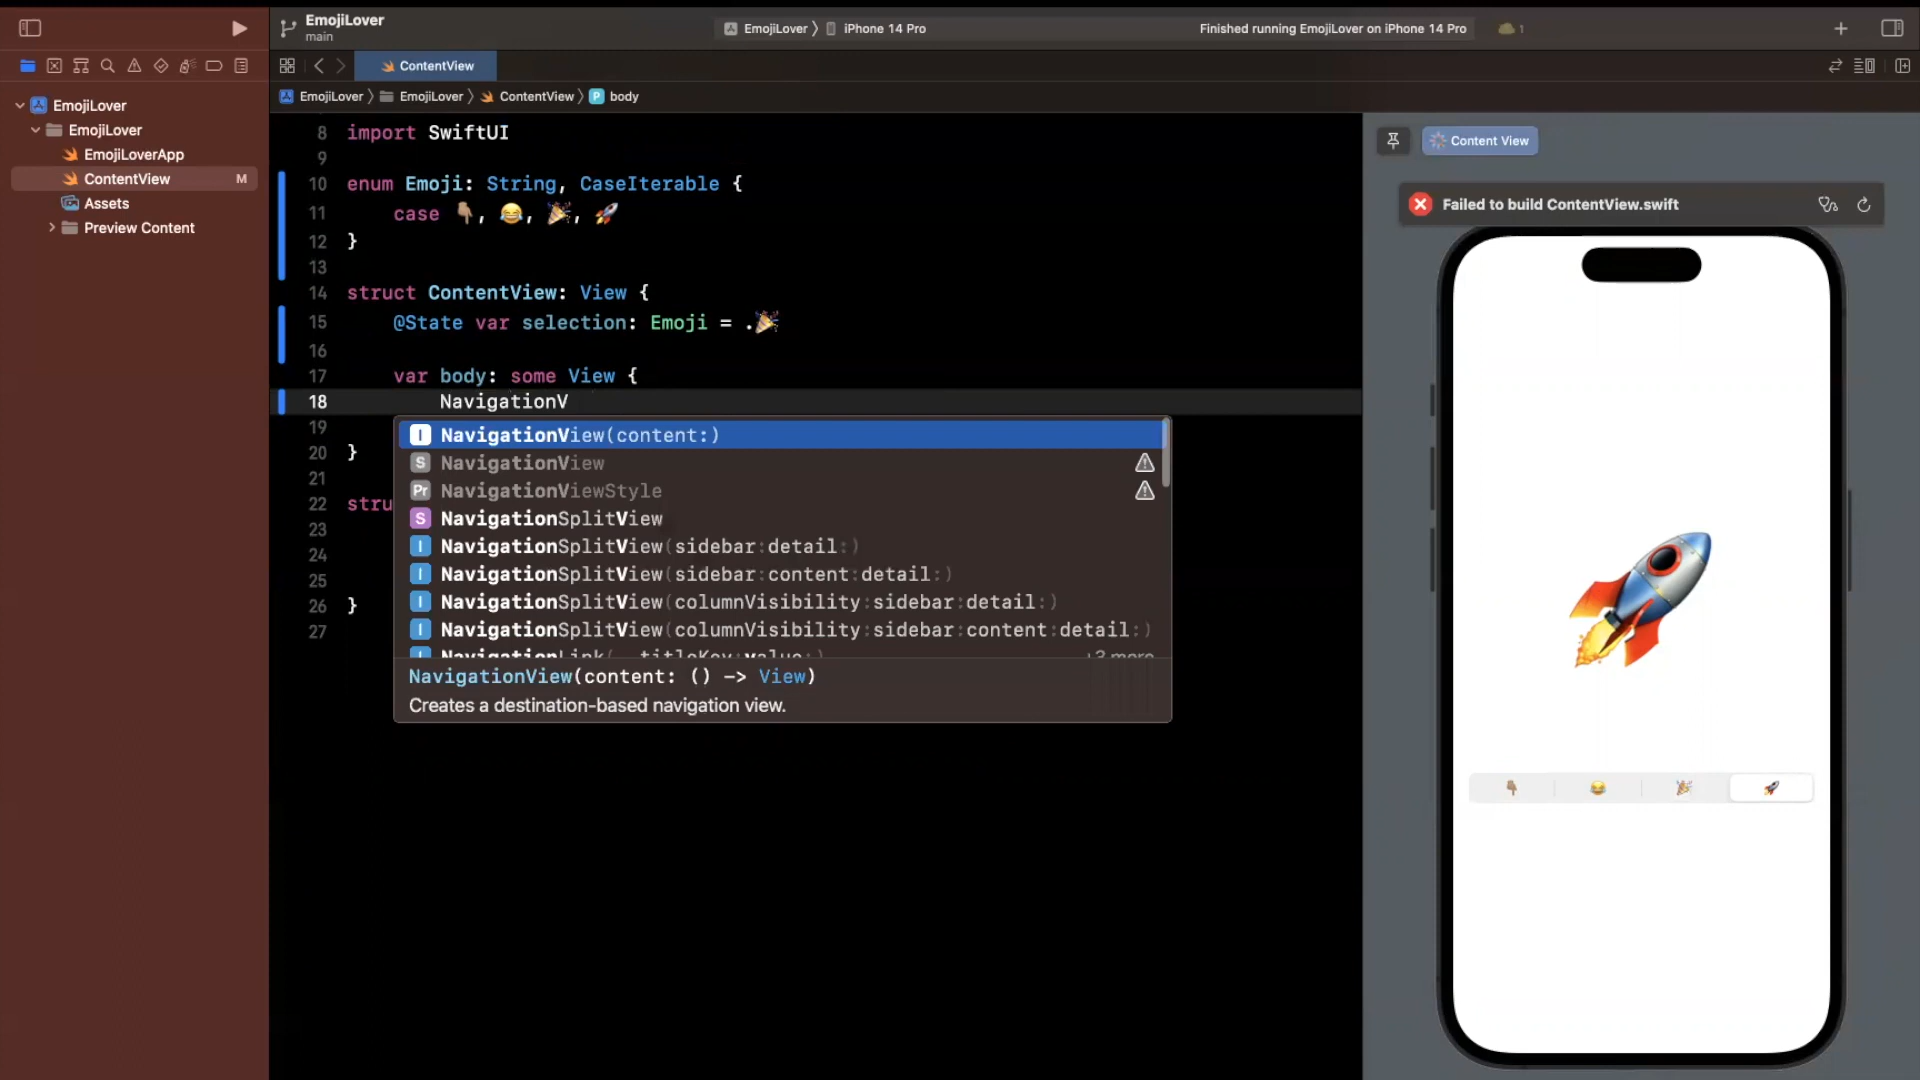 EmojiLover
main
EmojiLover 〉 iPhone 14 Pro
Finished running EmojiLover on iPhone 14 Pro
1
ContentView
EmojiLover 〉 EmojiLover 〉 ContentView 〉 P body
EmojiLover
EmojiLover
EmojiLoverApp
ContentView M
Assets
Preview Content
8 import SwiftUI
9
10 enum Emoji: String, CaseIterable {
11 case 👇🏽, 😂, 🎉, 🚀
12 }
13
14 struct ContentView: View {
15 @State var selection: Emoji = .🎉
16
17 var body: some View {
18 NavigationV
19
20 }
21
22 stru
23
24
25
26 }
27
I NavigationView(content:)
S NavigationView
Pr NavigationViewStyle
S NavigationSplitView
I NavigationSplitView(sidebar:detail:)
I NavigationSplitView(sidebar:content:detail:)
I NavigationSplitView(columnVisibility:sidebar:detail:)
I NavigationSplitView(columnVisibility:sidebar:content:detail:)
NavigationView(content: () -> View)
Creates a destination-based navigation view.
Content View
Failed to build ContentView.swift